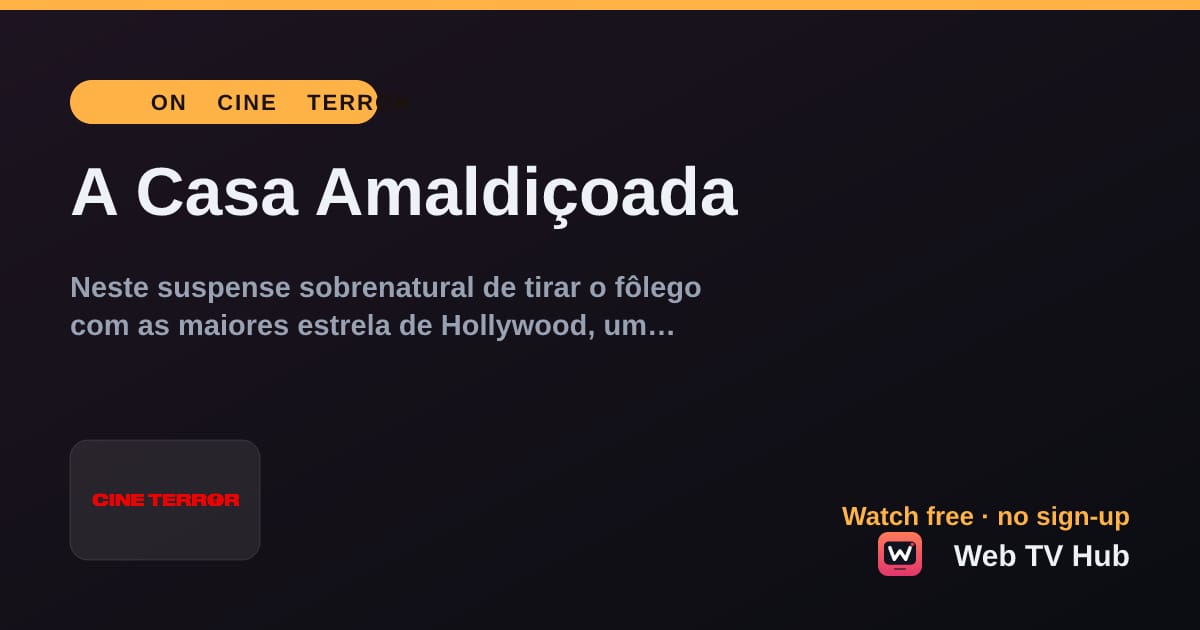 ON CINE TERROR
A Casa Amaldiçoada
Neste suspense sobrenatural de tirar o fôlego
com as maiores estrela de Hollywood, um...
CINE TERROR
Watch free · no sign-up
Web TV Hub